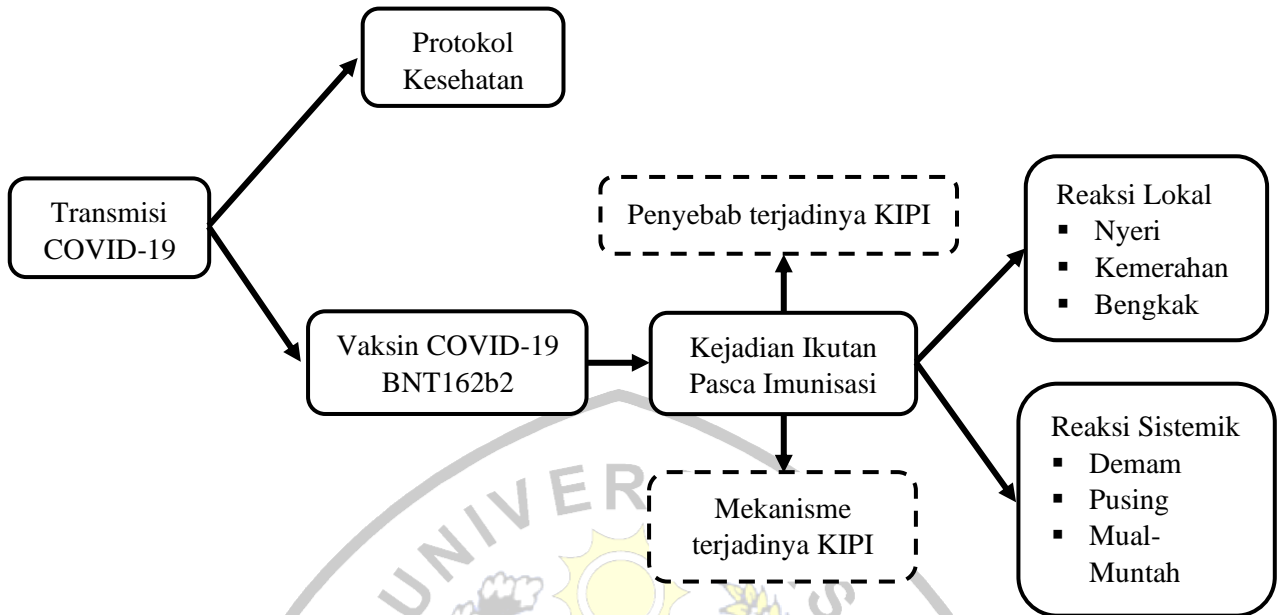 Protokol
Kesehatan
Transmisi
COVID-19
Penyebab terjadinya KIPI
Reaksi Lokal
▪ Nyeri
▪ Kemerahan
▪ Bengkak
Vaksin COVID-19
BNT162b2
Kejadian Ikutan
Pasca Imunisasi
Mekanisme
terjadinya KIPI
Reaksi Sistemik
▪ Demam
▪ Pusing
▪ Mual-
Muntah
UNIVER S